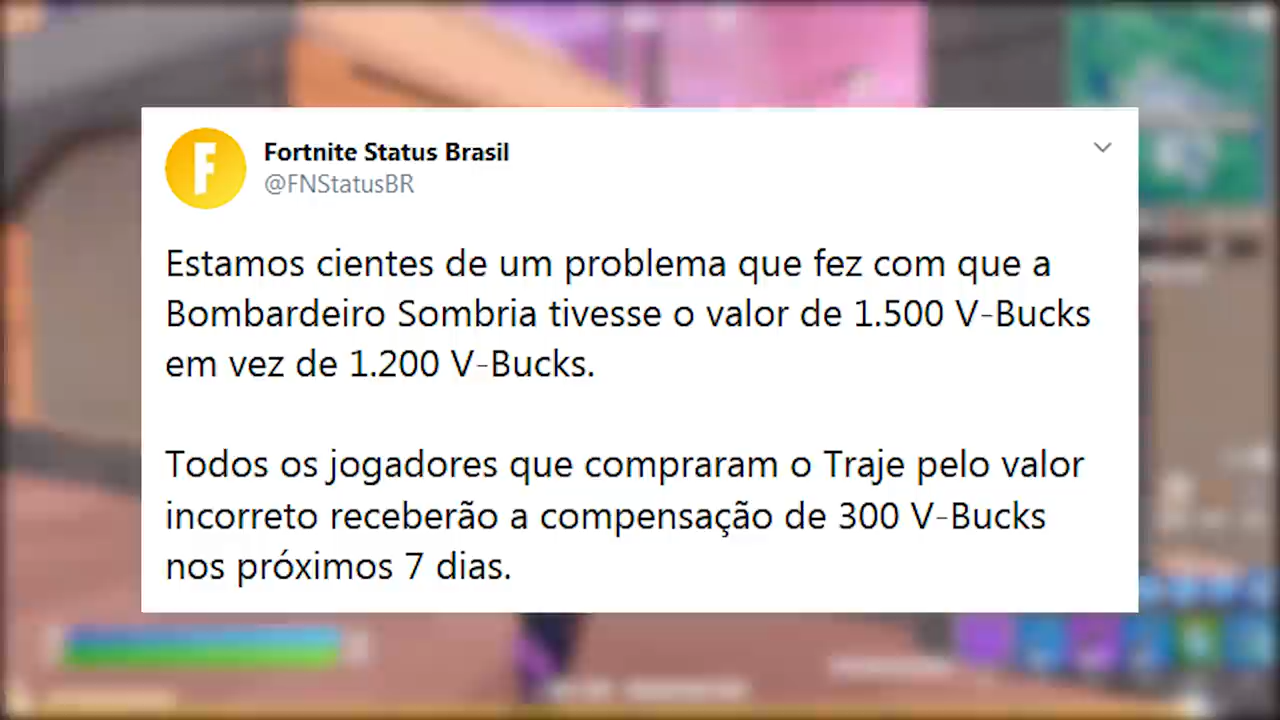 Fortnite Status Brasil
@FNStatusBR
Estamos cientes de um problema que fez com que a
Bombardeiro Sombria tivesse o valor de 1.500 V-Bucks
em vez de 1.200 V-Bucks.
Todos os jogadores que compraram o Traje pelo valor
incorreto receberão a compensação de 300 V-Bucks
nos próximos 7 dias.